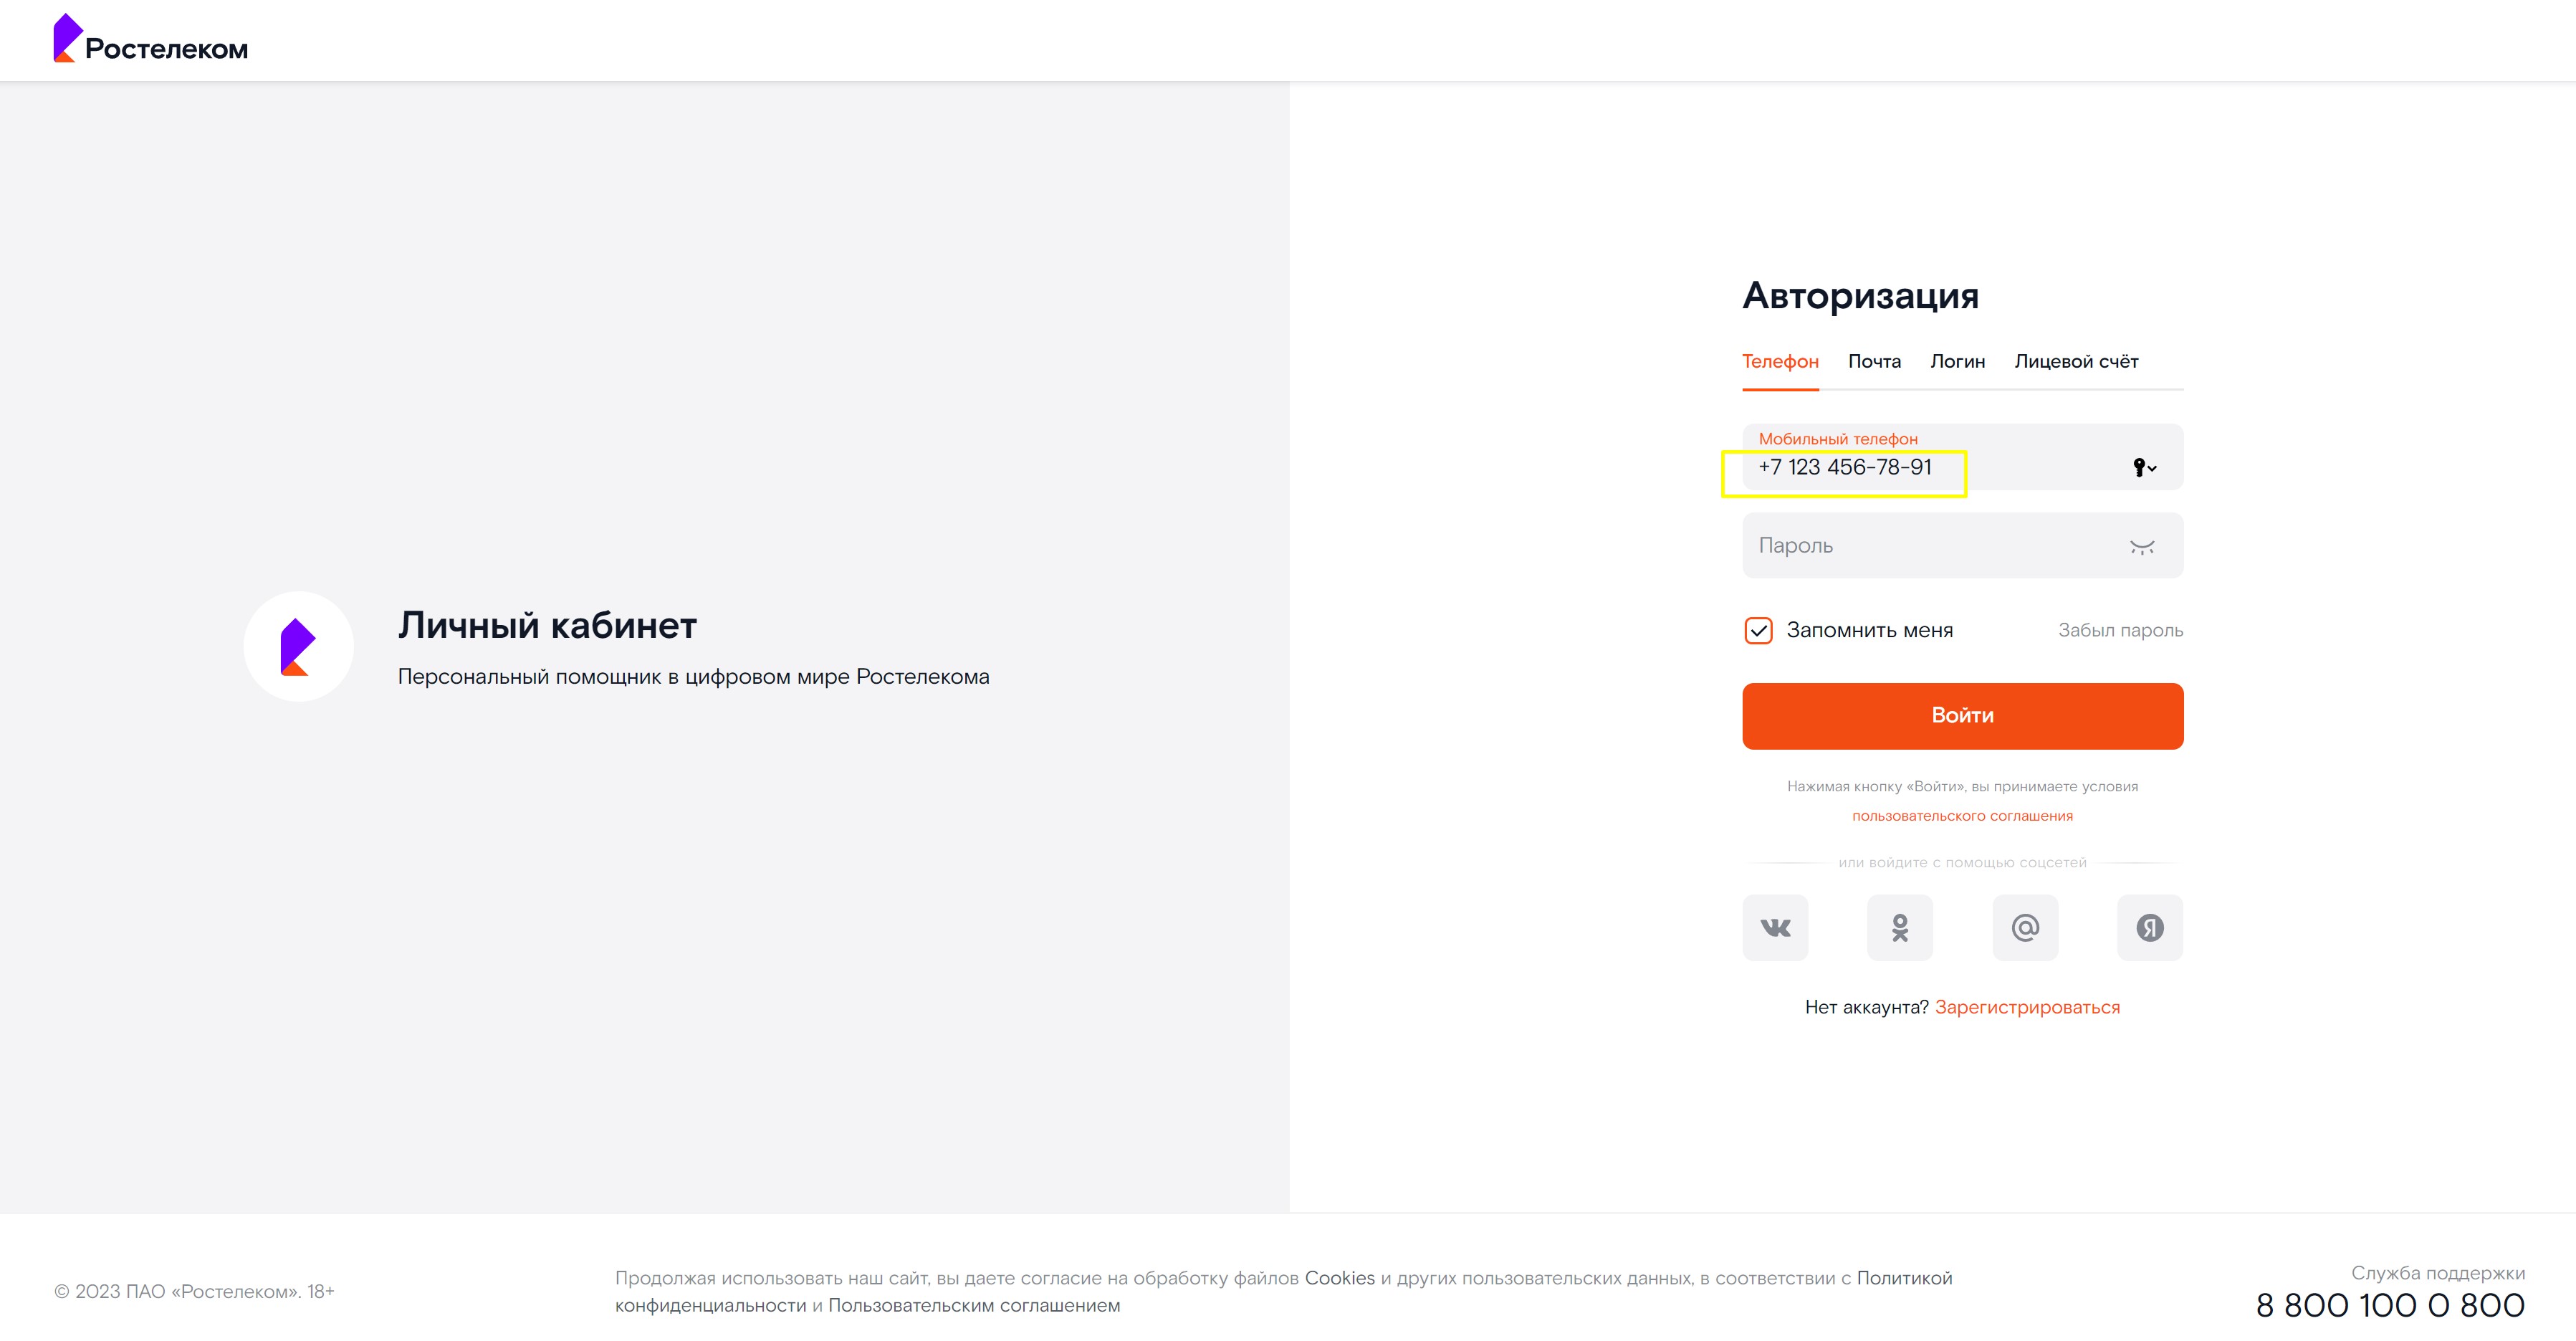 Ростелеком
Авторизация
Телефон Почта Логин Лицевой счёт
Мобильный телефон
+7 123 456-78-91
Пароль
Запомнить меня Забыл пароль
Войти
Нажимая кнопку «Войти», вы принимаете условия
пользовательского соглашения
или войдите с помощью соцсетей
Нет аккаунта? Зарегистрироваться
Личный кабинет
Персональный помощник в цифровом мире Ростелекома
© 2023 ПАО «Ростелеком». 18+
Продолжая использовать наш сайт, вы даете согласие на обработку файлов Cookies и других пользовательских данных, в соответствии с Политикой
конфиденциальности и Пользовательским соглашением
Служба поддержки
8 800 100 0 800